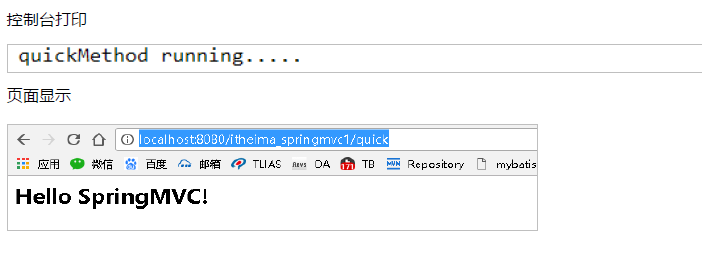 控制台打印
quickMethod running.....
页面显示
localhost:8080/itheima_springmvc1/quick
应用 微信 百度 邮箱 TLIAS OA 171 TB Repository mybatis
Hello SpringMVC!